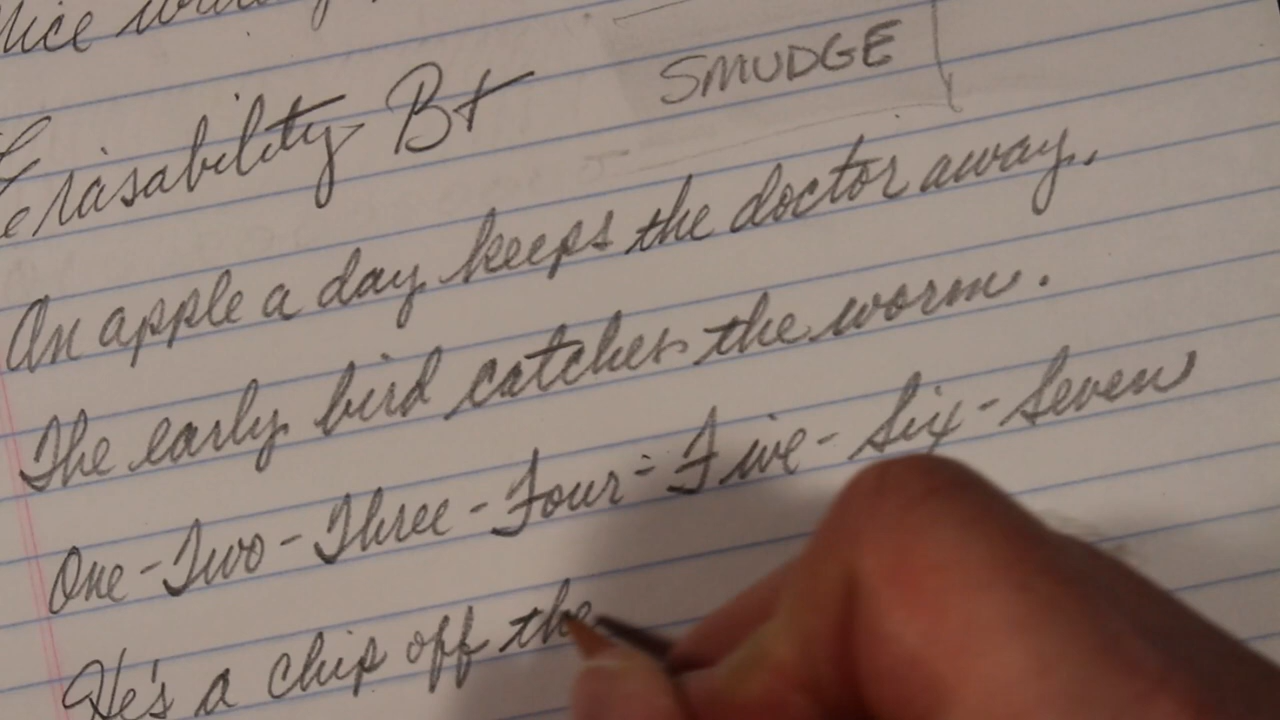 Nice
SMUDGE
Erasability B+
An apple a day keeps the doctor away.
The early bird catches the worm.
One-Two-Three-Four-Five-Six-Seven
He's a chip off the